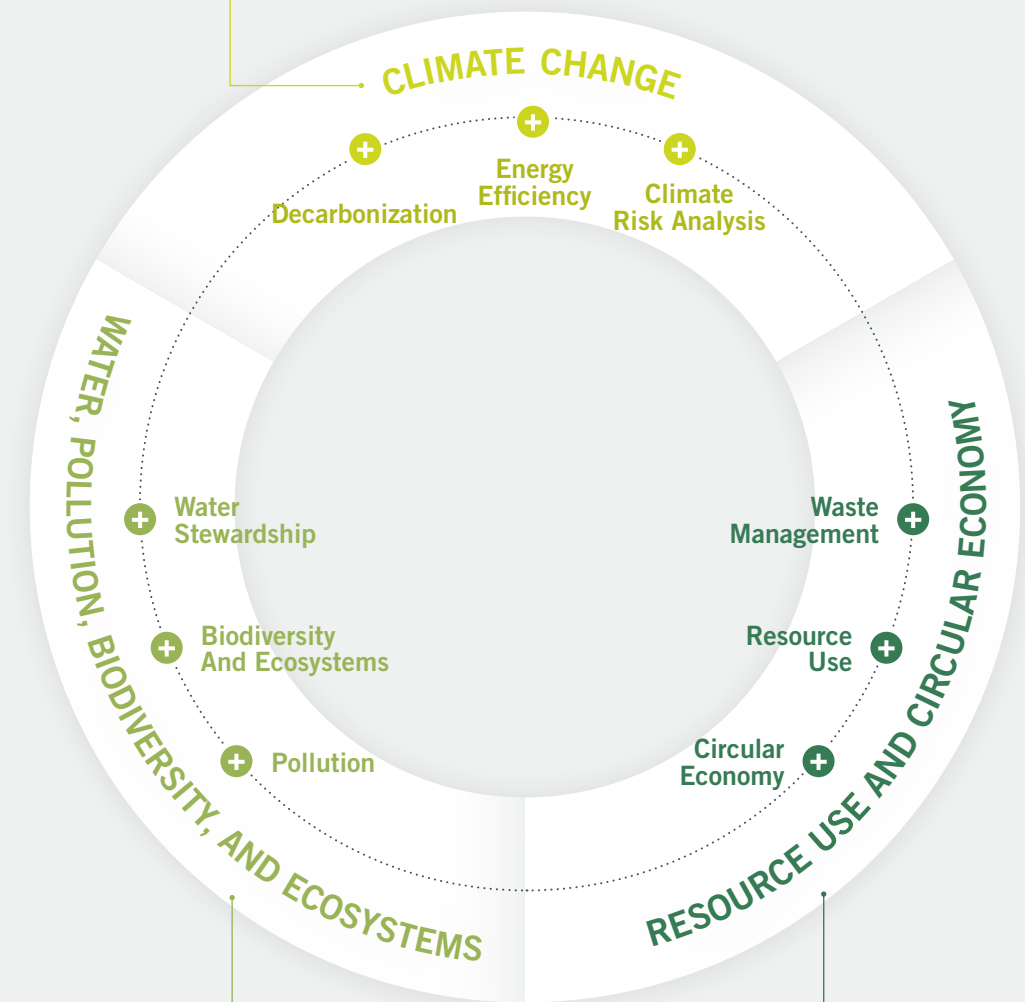 CLIMATE CHANGE
Decarbonization
Energy
Efficiency
Climate
Risk Analysis
WATER, POLLUTION, BIODIVERSITY, AND ECOSYSTEMS
Water
Stewardship
Biodiversity
And Ecosystems
Pollution
RESOURCE USE AND CIRCULAR ECONOMY
Waste
Management
Resource
Use
Circular
Economy